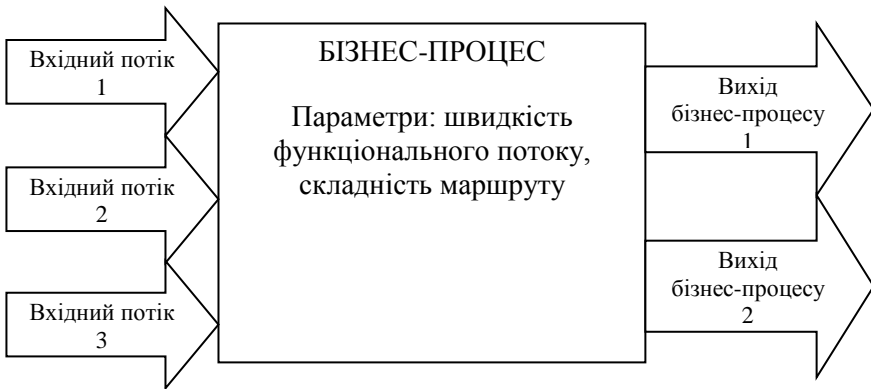 Вхідний потік
1
Вхідний потік
2
Вхідний потік
3
БІЗНЕС-ПРОЦЕС
Параметри: швидкість
функціонального потоку,
складність маршруту
Вихід
бізнес-процесу
1
Вихід
бізнес-процесу
2